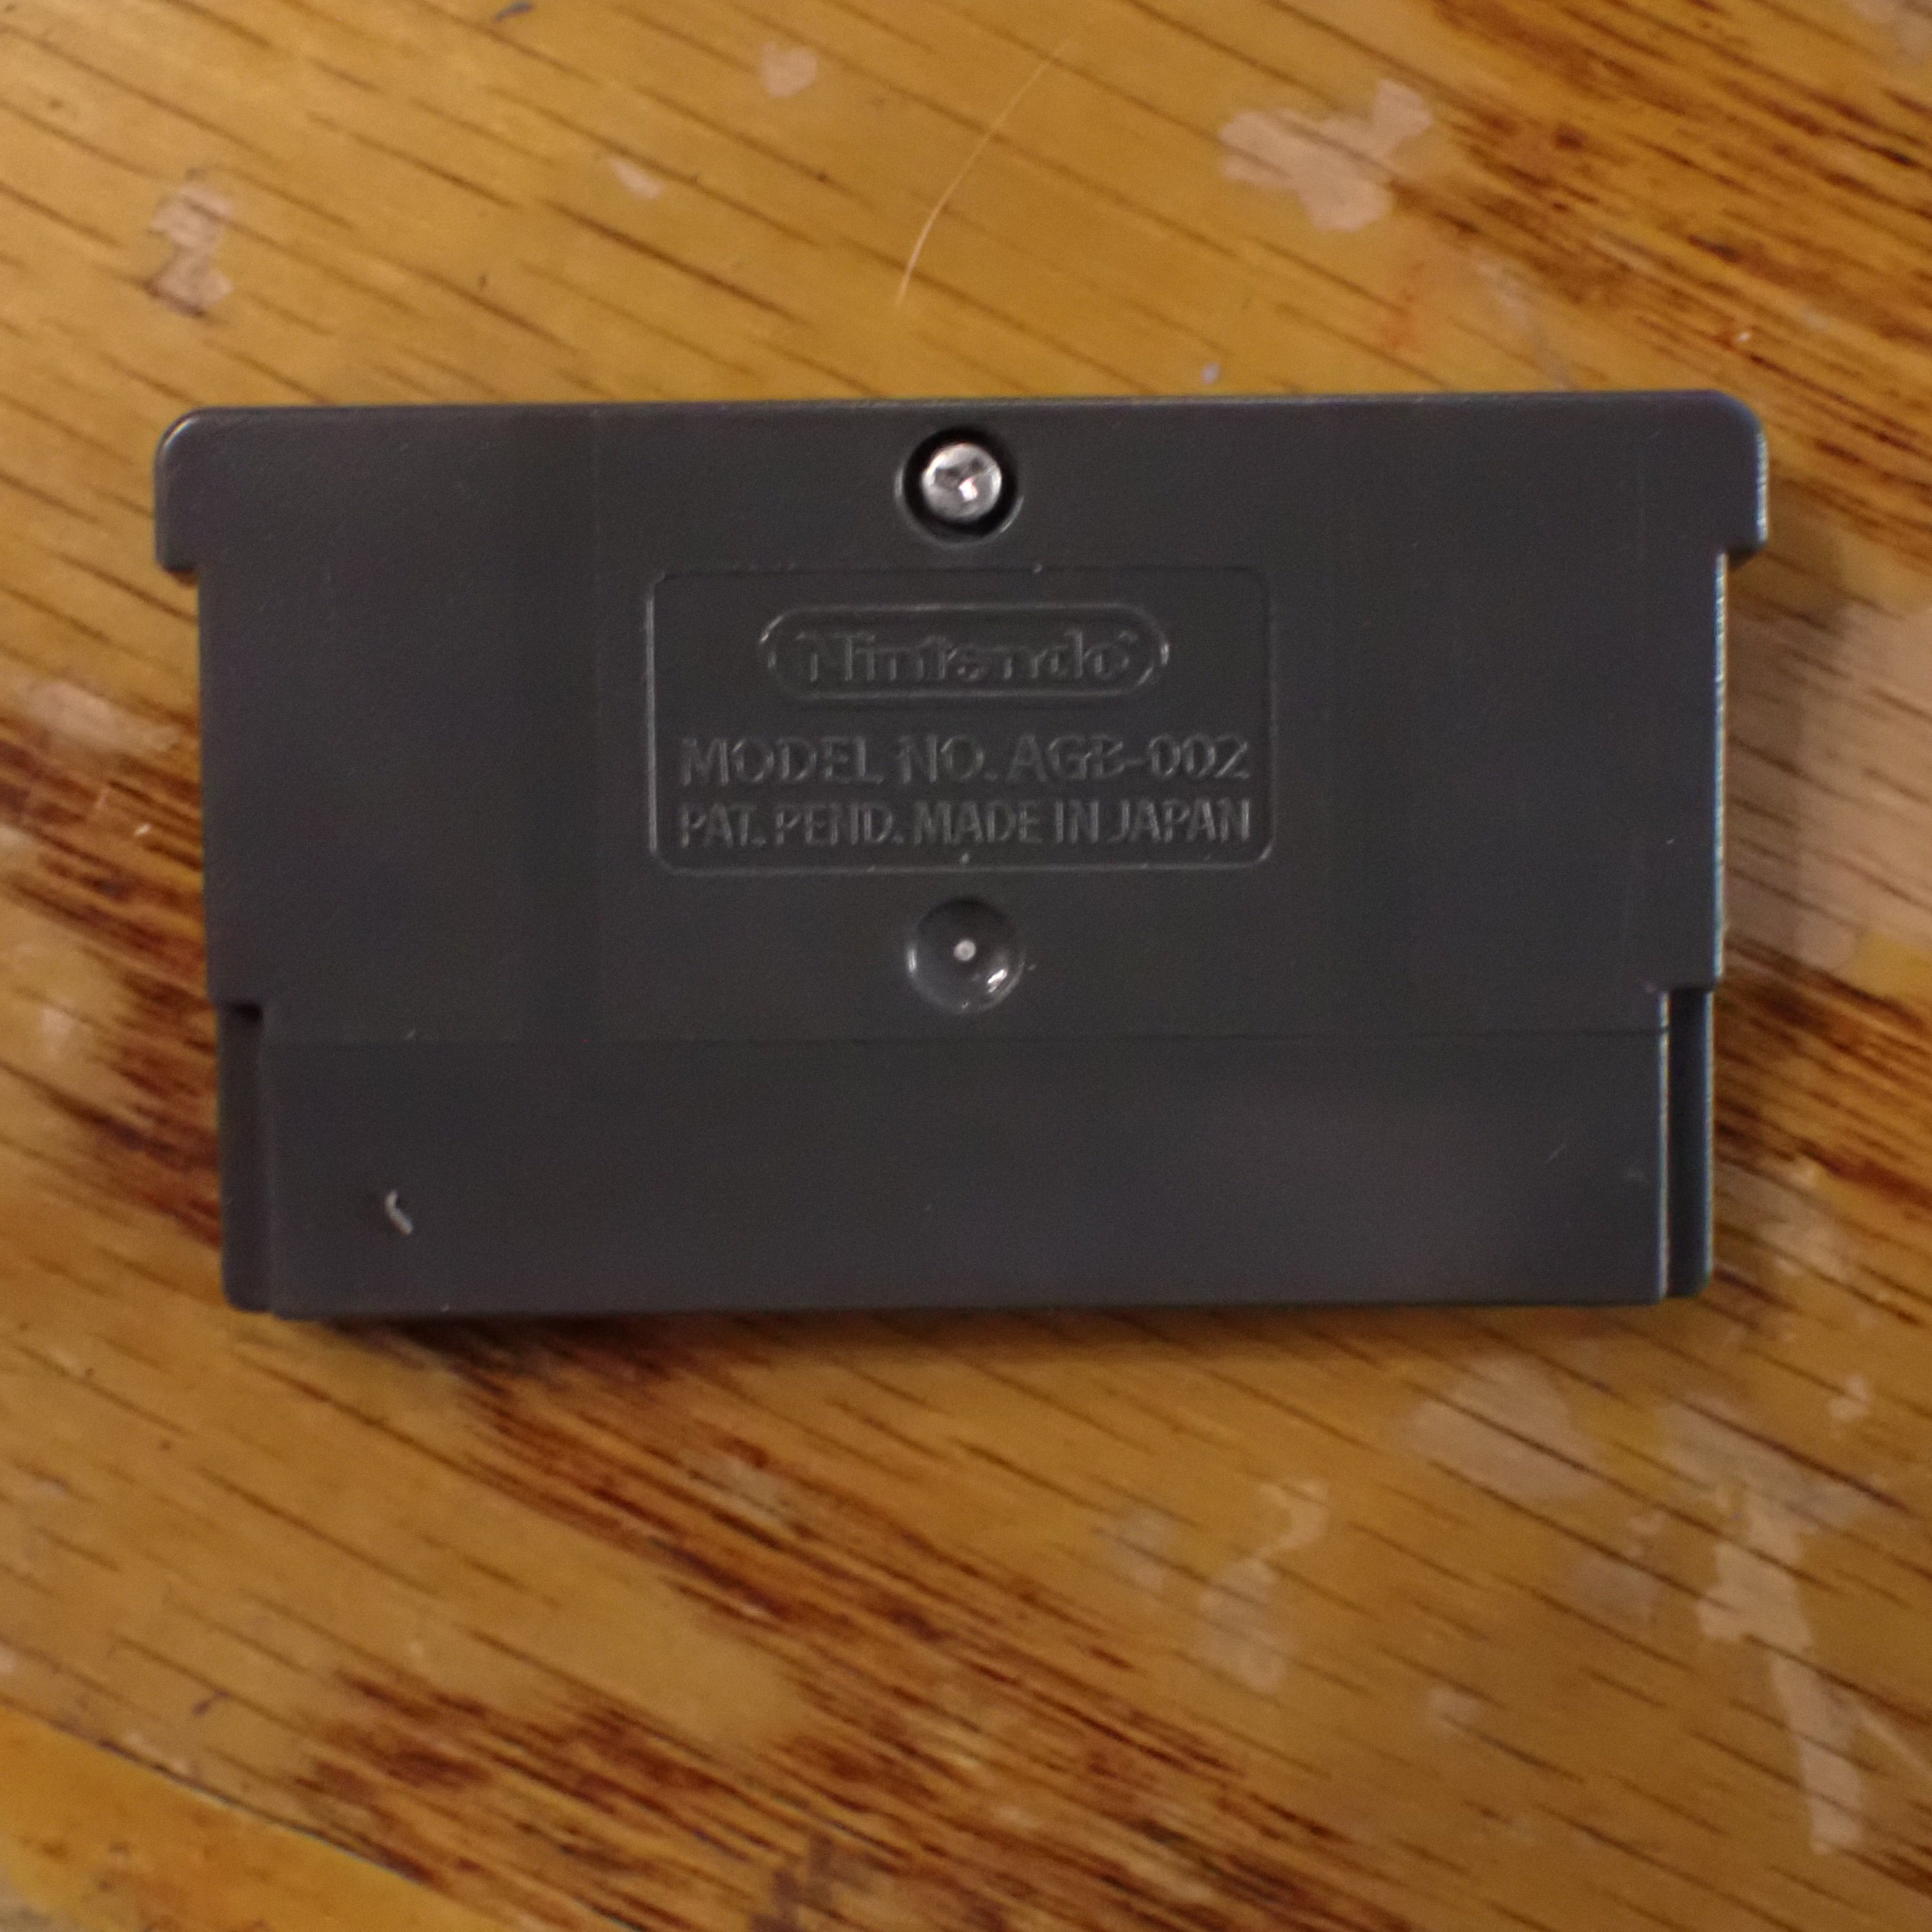 Nintendo
MODEL NO. AGB-002
PAT. PEND. MADE IN JAPAN